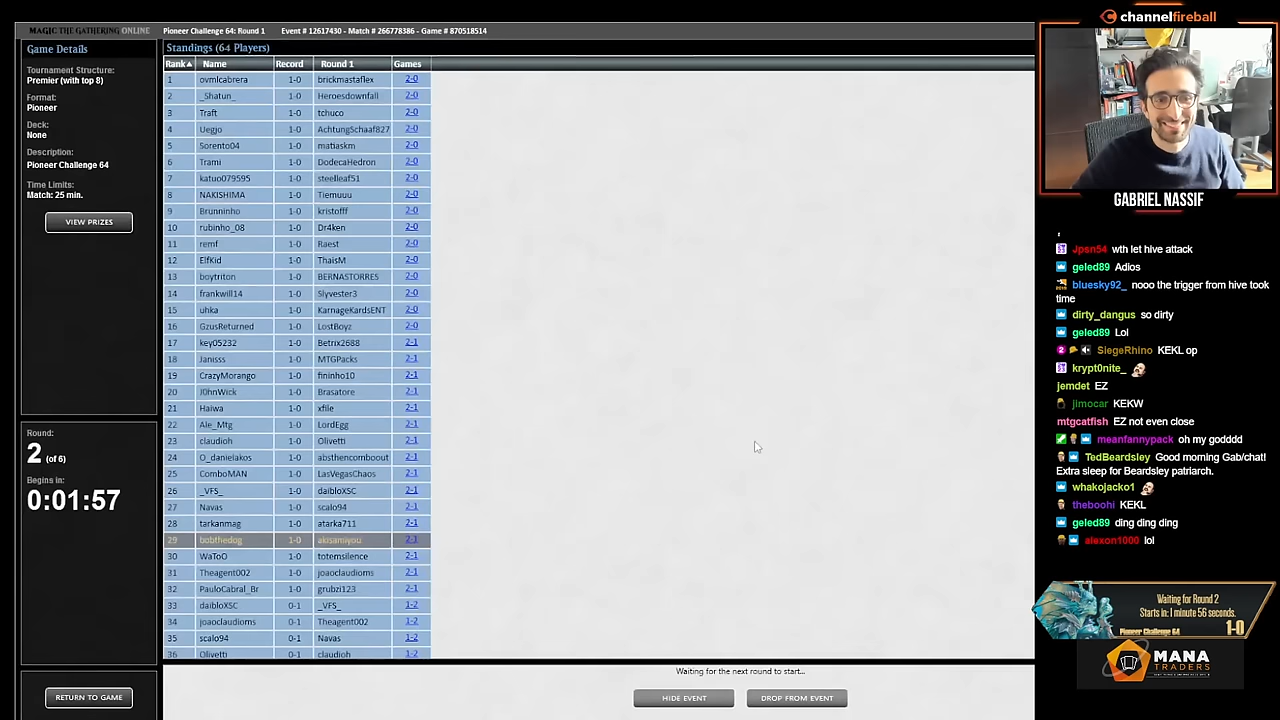 MAGIC THE GATHERING ONLINE
Pioneer Challenge 64: Round 1 Event # 12617430 - Match # 266778386 - Game # 870518514
channelfireball
Game Details
Tournament Structure:
Premier (with top 8)
Format:
Pioneer
Deck:
None
Description:
Pioneer Challenge 64
Time Limits:
Match: 25 min.
VIEW PRIZES
Round:
2 (of 6)
Begins in:
0:01:57
RETURN TO GAME
Standings (64 Players)
Rank Name Record Round 1 Games
1 ovmlcabrera 1-0 brickmastaflex 2-0
2 _Shatun_ 1-0 Heroesdownfall 2-0
3 Traft 1-0 tchuco 2-0
4 Uegjo 1-0 AchtungSchaaf827 2-0
5 Sorento04 1-0 matiaskm 2-0
6 Trami 1-0 DodecaHedron 2-0
7 katuo079595 1-0 steelleaf51 2-0
8 NAKISHIMA 1-0 Tiemuuu 2-0
9 Brunninho 1-0 kristofff 2-0
10 rubinho_08 1-0 Dr4ken 2-0
11 remf 1-0 Raest 2-0
12 ElfKid 1-0 ThaisM 2-0
13 boytriton 1-0 BERNASTORRES 2-0
14 frankwill14 1-0 Slyvester3 2-0
15 uhka 1-0 KarnageKardsENT 2-0
16 GzusReturned 1-0 LostBoyz 2-0
17 key05232 1-0 Betrix2688 2-1
18 Janisss 1-0 MTGPacks 2-1
19 CrazyMorango 1-0 fininho10 2-1
20 J0hnWick 1-0 Brasatore 2-1
21 Haiwa 1-0 xfile 2-1
22 Ale_Mtg 1-0 LordEgg 2-1
23 claudioh 1-0 Olivetti 2-1
24 O_danielakos 1-0 absthencomboout 2-1
25 ComboMAN 1-0 LasVegasChaos 2-1
26 _VFS_ 1-0 daibloXSC 2-1
27 Navas 1-0 scalo94 2-1
28 tarkanmag 1-0 atarka711 2-1
29 bobthedog 1-0 akisamiyou 2-1
30 WaToO 1-0 totemsilence 2-1
31 Theagent002 1-0 joaoclaudioms 2-1
32 PauloCabral_Br 1-0 grubzi123 2-1
33 daibloXSC 0-1 _VFS_ 1-2
34 joaoclaudioms 0-1 Theagent002 1-2
35 scalo94 0-1 Navas 1-2
36 Olivetti 0-1 claudioh 1-2
Waiting for the next round to start...
HIDE EVENT DROP FROM EVENT
GABRIEL NASSIF
Jpsn54 wth let hive attack
geled89 Adios
bluesky92_ nooo the trigger from hive took
time
dirty_dangus so dirty
geled89 Lol
SiegeRhino KEKL op
krypt0nite_
jemdet EZ
jimocar KEKW
mtgcatfish EZ not even close
meanfannypack oh my godddd
TedBeardsley Good morning Gab/chat!
Extra sleep for Beardsley patriarch.
whakojacko1
theboohi KEKL
geled89 ding ding ding
alexon1000 lol
Waiting for Round 2
Starts in: 1 minute 56 seconds.
Pioneer Challenge 64 1-0
MANA
TRADERS